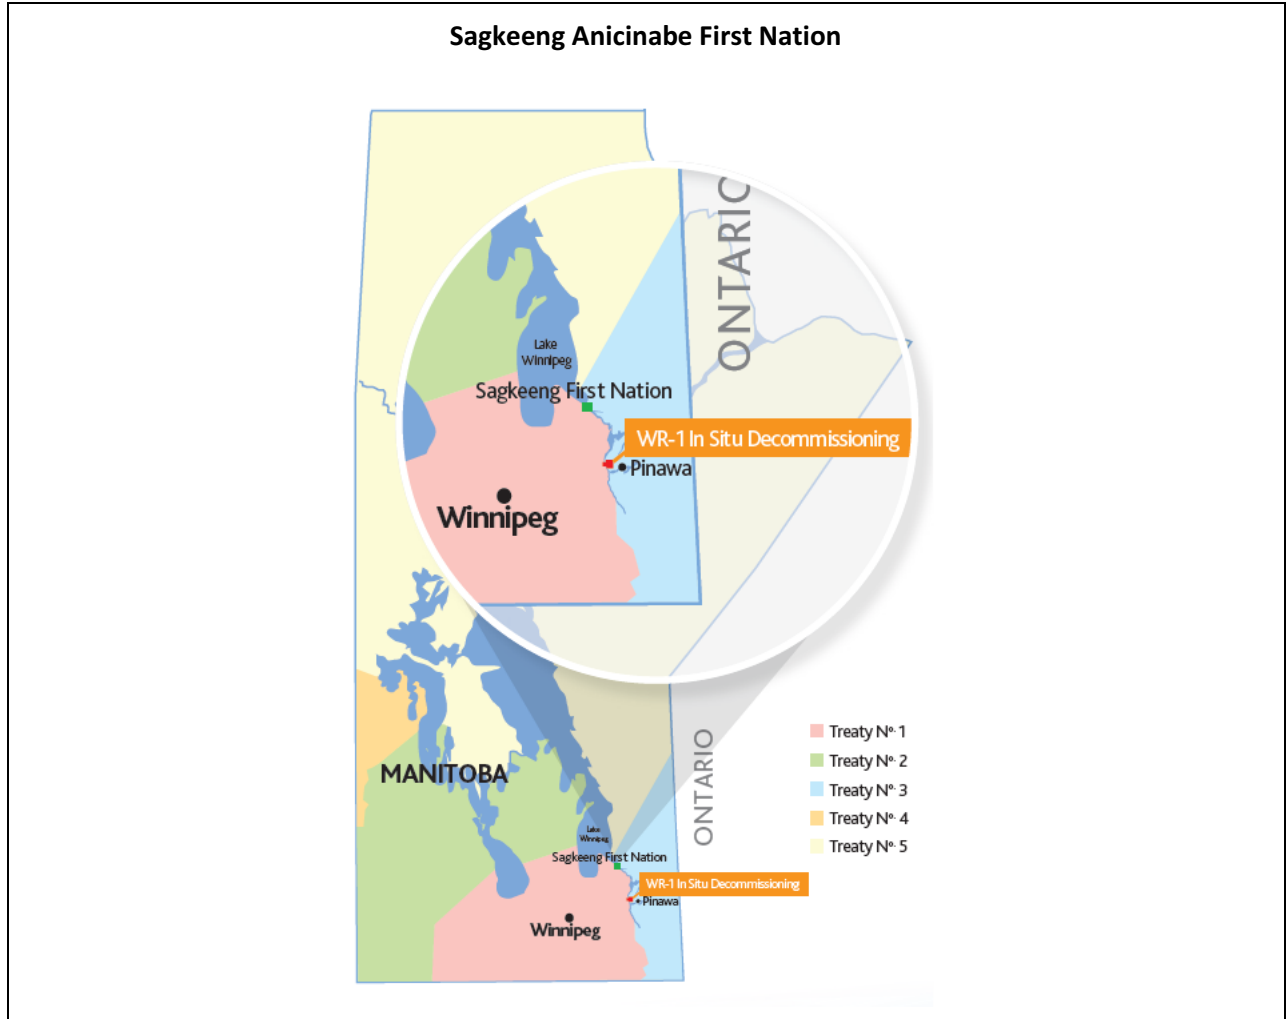 Sagkeeng Anicinabe First Nation
ONTARIO
Lake
Winnipeg
Sagkeeng First Nation
WR-1 In Situ Decommissioning
Pinawa
Winnipeg
ONTARIO
Treaty Nº 1
Treaty Nº 2
Treaty Nº 3
Treaty Nº 4
Treaty Nº 5
MANITOBA
Lake
Winnipeg
Sagkeeng First Nation
WR-1 In Situ Decommissioning
Pinawa
Winnipeg